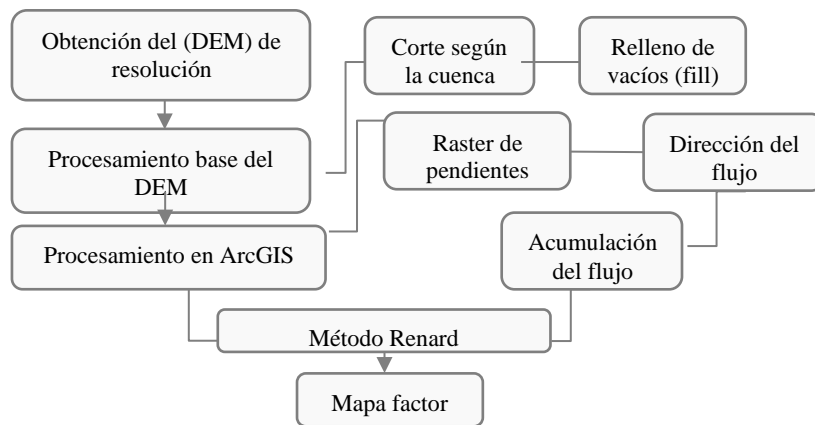 Obtención del (DEM) de
resolución
Corte según
la cuenca
Relleno de
vacíos (fill)
Procesamiento base del
DEM
Raster de
pendientes
Dirección del
flujo
Procesamiento en ArcGIS
Acumulación
del flujo
Método Renard
Mapa factor